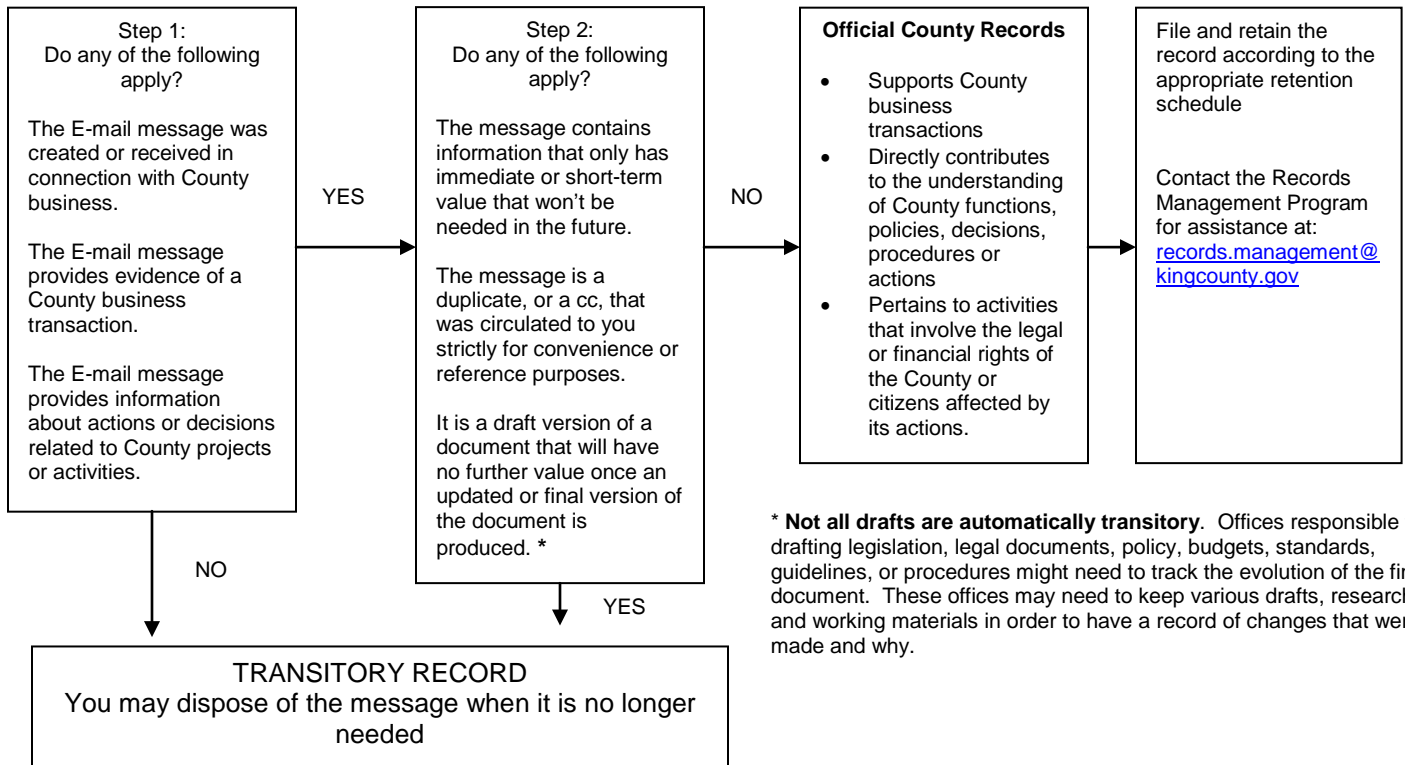 Step 1:
Do any of the following
apply?
The E-mail message was
created or received in
connection with County
business.
The E-mail message
provides evidence of a
County business
transaction.
The E-mail message
provides information
about actions or decisions
related to County projects
or activities.
YES
NO
Step 2:
Do any of the following
apply?
The message contains
information that only has
immediate or short-term
value that won't be
needed in the future.
The message is a
duplicate, or a cc, that
was circulated to you
strictly for convenience or
reference purposes.
It is a draft version of a
document that will have
no further value once an
updated or final version of
the document is
produced. *
NO
YES
Official County Records
• Supports County
business
transactions
• Directly contributes
to the understanding
of County functions,
policies, decisions,
procedures or
actions
• Pertains to activities
that involve the legal
or financial rights of
the County or
citizens affected by
its actions.
File and retain the
record according to the
appropriate retention
schedule
Contact the Records
Management Program
for assistance at:
records.management@
kingcounty.gov
* Not all drafts are automatically transitory. Offices responsible
drafting legislation, legal documents, policy, budgets, standards,
guidelines, or procedures might need to track the evolution of the
document. These offices may need to keep various drafts, research
and working materials in order to have a record of changes that
made and why.
TRANSITORY RECORD
You may dispose of the message when it is no longer
needed